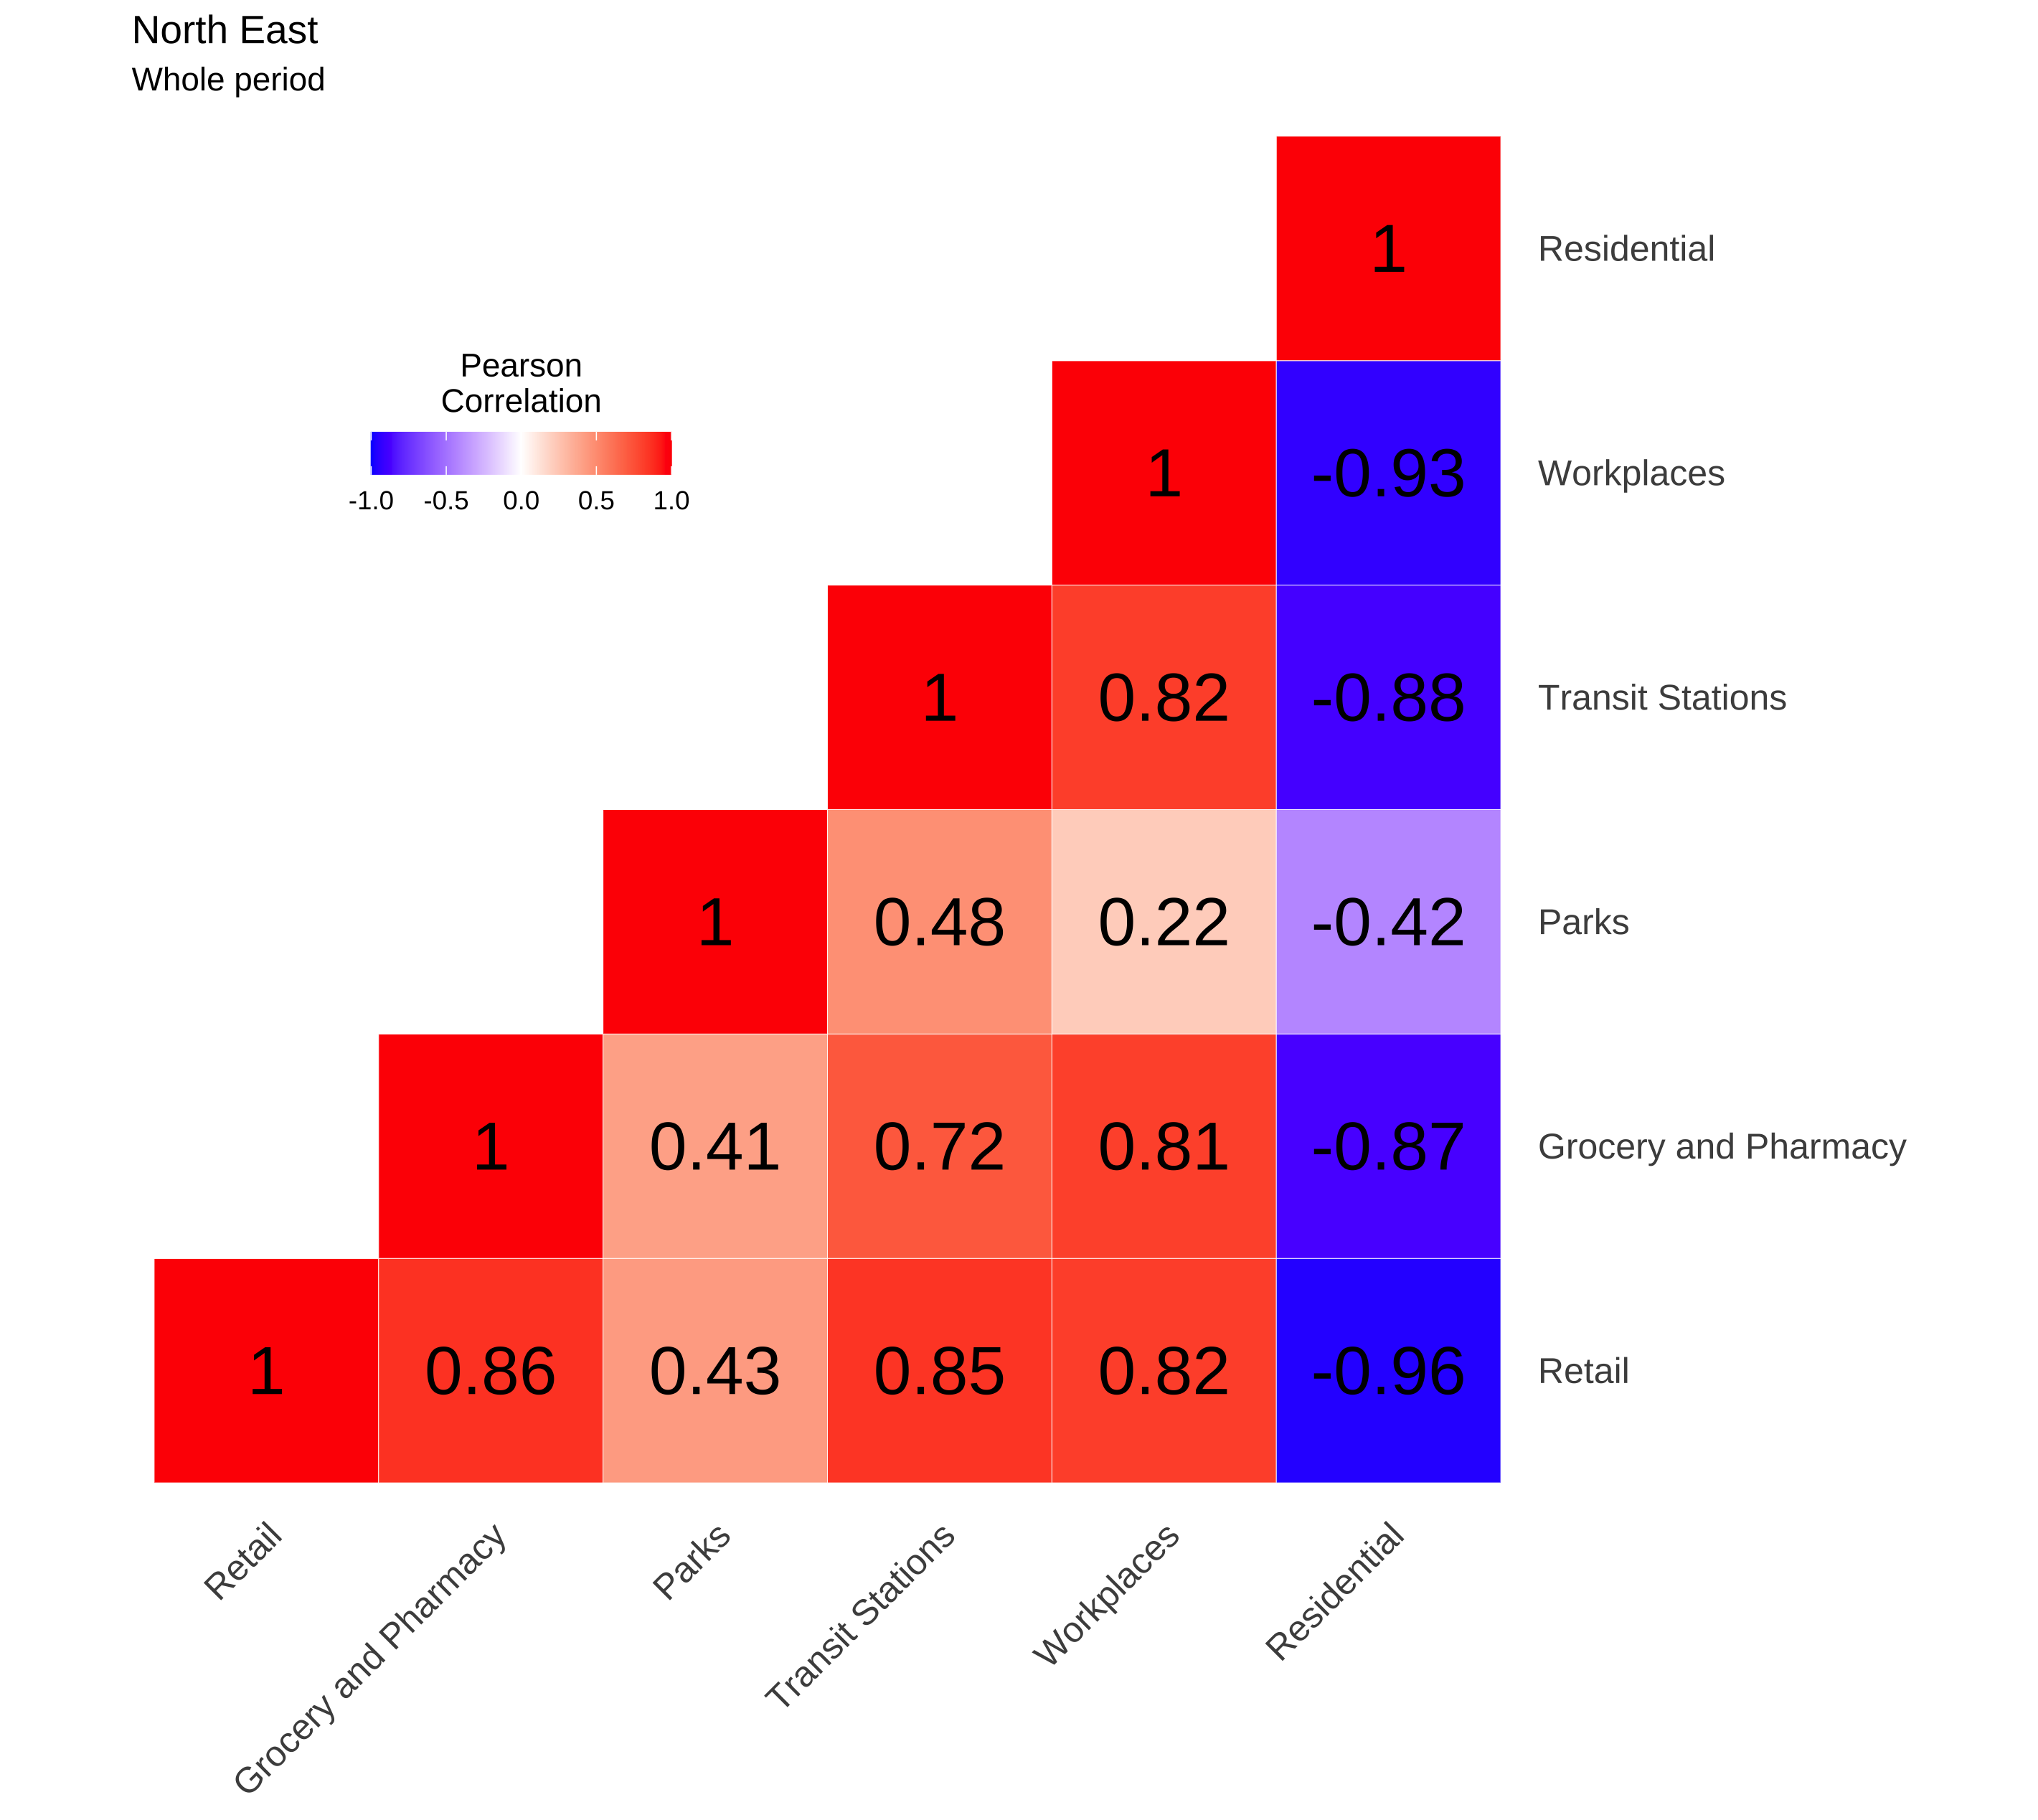 North East
Whole period
1 Residential
Pearson
Correlation
-1.0 -0.5 0.0 0.5 1.0
1 -0.93 Workplaces
1 0.82 -0.88 Transit Stations
1 0.48 0.22 -0.42 Parks
1 0.41 0.72 0.81 -0.87 Grocery and Pharmacy
1 0.86 0.43 0.85 0.82 -0.96 Retail
Retail
Grocery and Pharmacy
Parks
Transit Stations
Workplaces
Residential